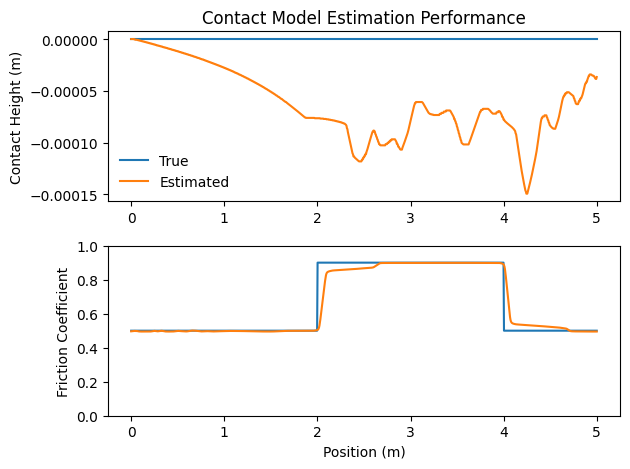 Contact Model Estimation Performance
Contact Height (m)
0.00000
−0.00005
−0.00010
−0.00015
True
Estimated
0 1 2 3 4 5
Friction Coefficient
1.0
0.8
0.6
0.4
0.2
0.0
0 1 2 3 4 5
Position (m)